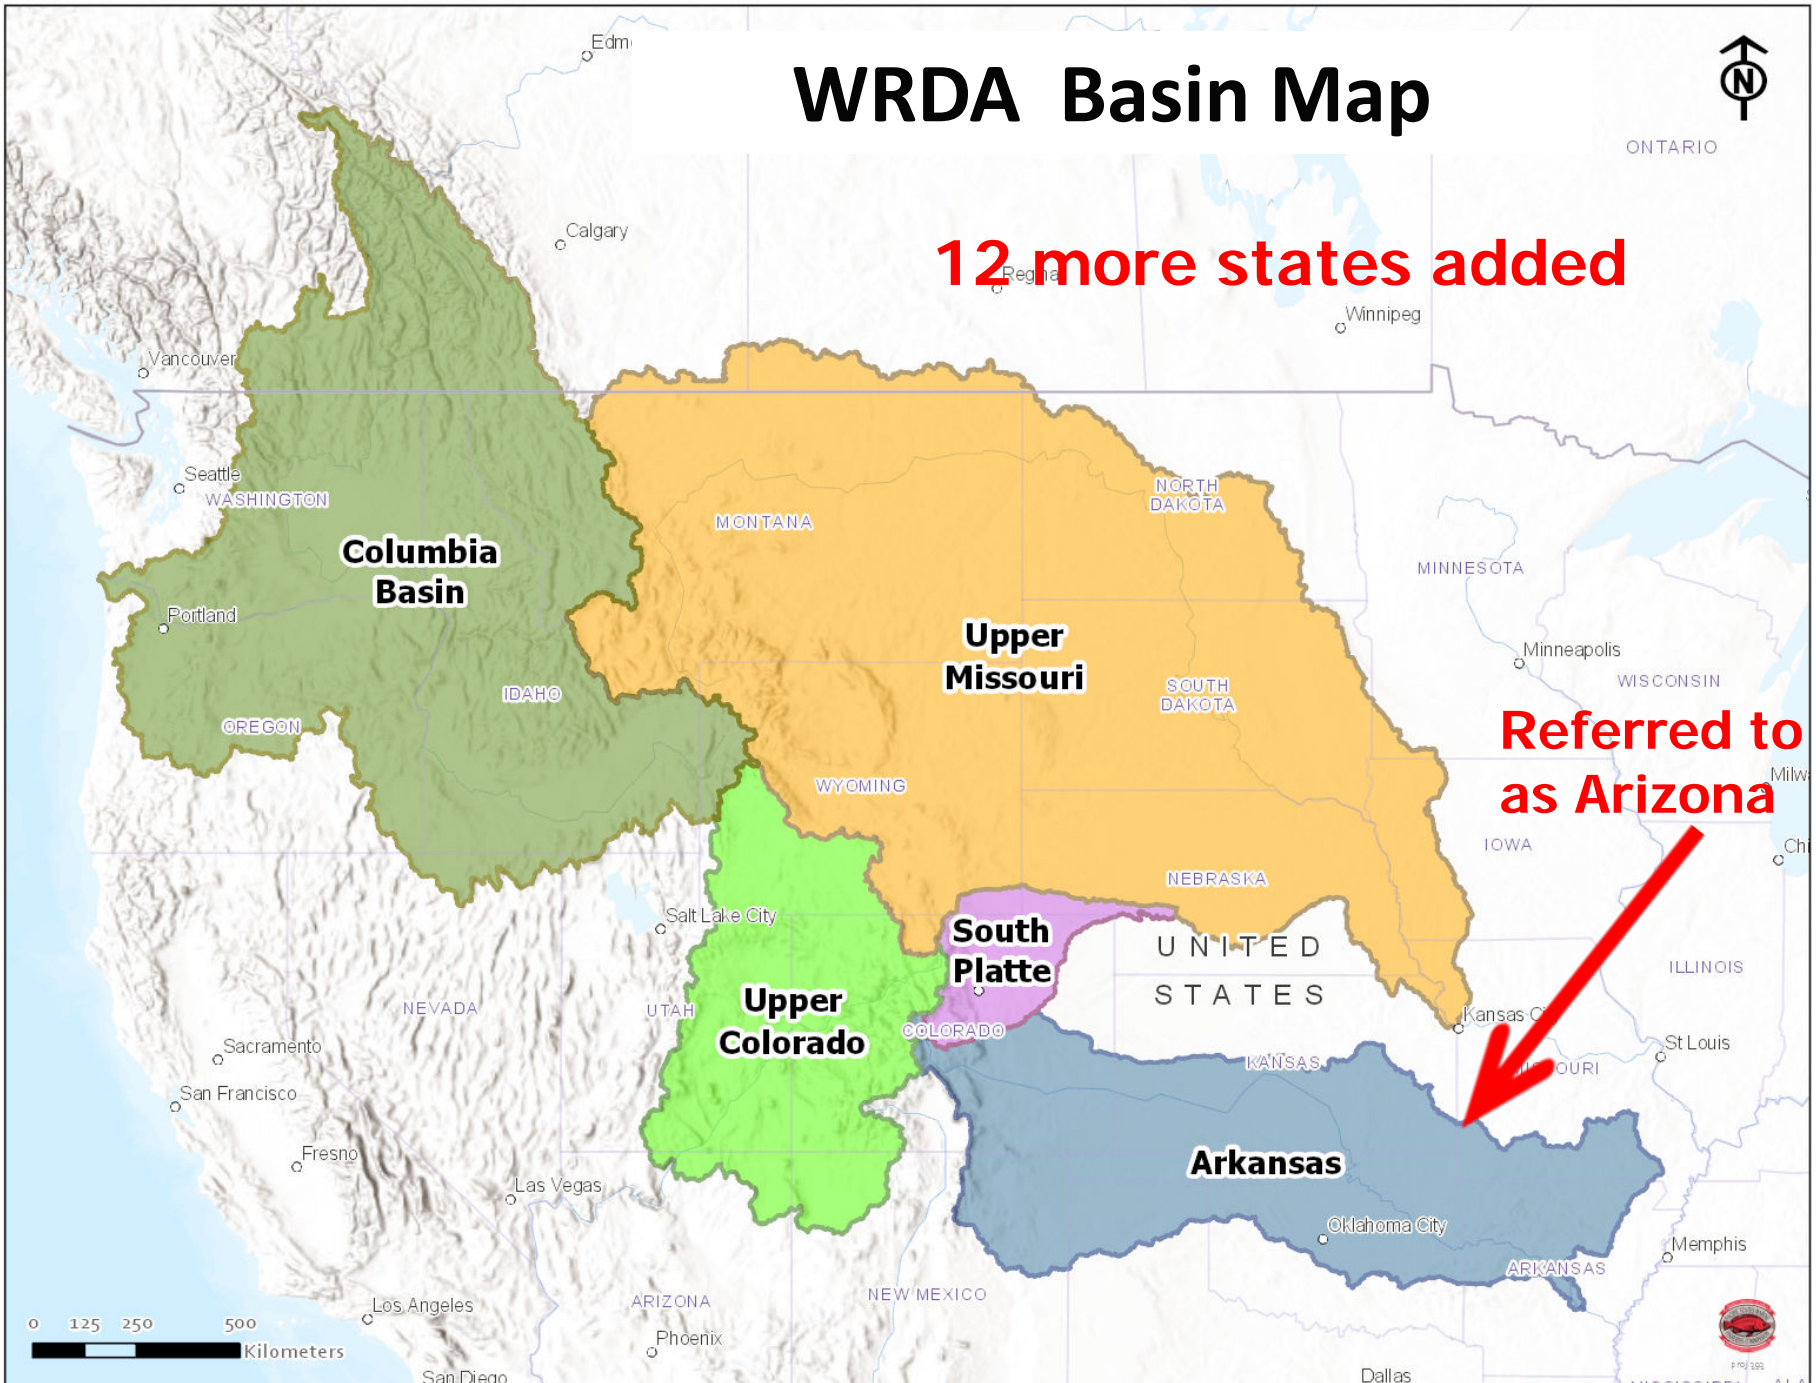 WRDA  Basin Map
N
ONTARIO
Calgary
12 more states added
Regina
Winnipeg
Vancouver
Seattle
WASHINGTON
NORTH
DAKOTA
MONTANA
Columbia
Basin
MINNESOTA
Portland
Upper
Missouri
Minneapolis
WISCONSIN
IDAHO
SOUTH
DAKOTA
OREGON
Referred to
as Arizona
WYOMING
IOWA
NEBRASKA
Salt Lake City
South
Platte
UNITED
STATES
ILLINOIS
NEVADA
UTAH
Upper
Colorado
COLORADO
Kansas C
St Louis
Sacramento
KANSAS
OURI
San Francisco
Fresno
Arkansas
Las Vegas
Oklahoma City
Memphis
ARKANSAS
NEW MEXICO
ARIZONA
Los Angeles
Phoenix
0 125 250 500
Kilometers
San Diego
Dallas